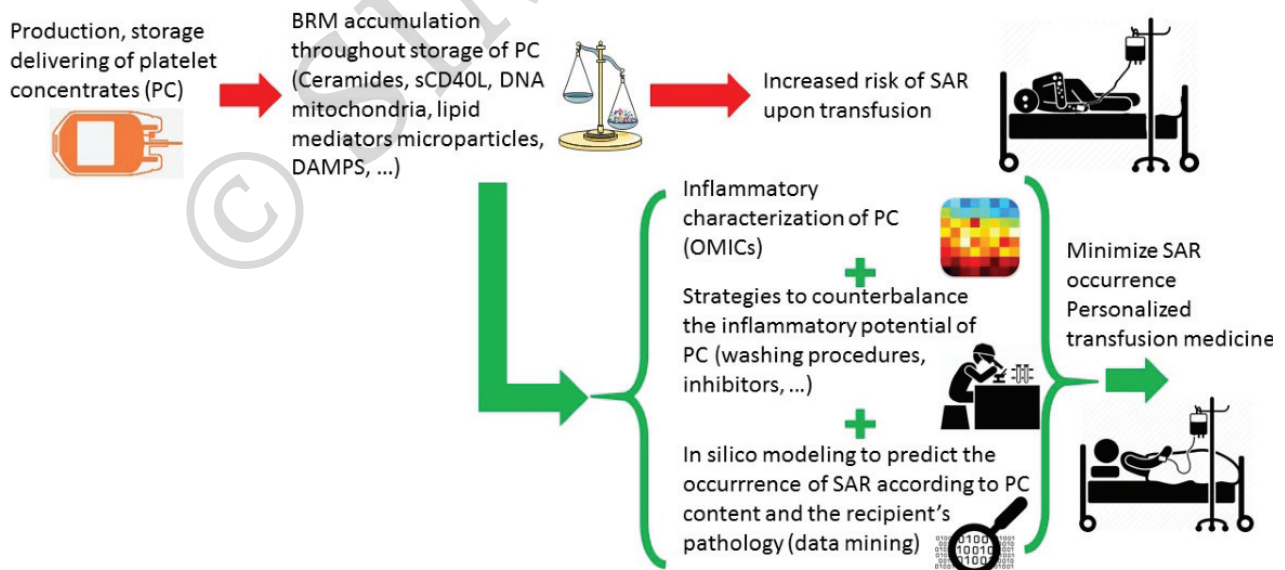 Production, storage
delivering of platelet
concentrates (PC)
BRM accumulation
throughout storage of PC
(Ceramides, sCD40L, DNA
mitochondria, lipid
mediators microparticles,
DAMPS, ...)
Increased risk of SAR
upon transfusion
Inflammatory
characterization of PC
(OMICs)
+
Strategies to counterbalance
the inflammatory potential of
PC (washing procedures,
inhibitors, ...)
+
In silico modeling to predict the
occurrrence of SAR according to PC
content and the recipient's
pathology (data mining)
Minimize SAR
occurrence
Personalized
transfusion medicine
©